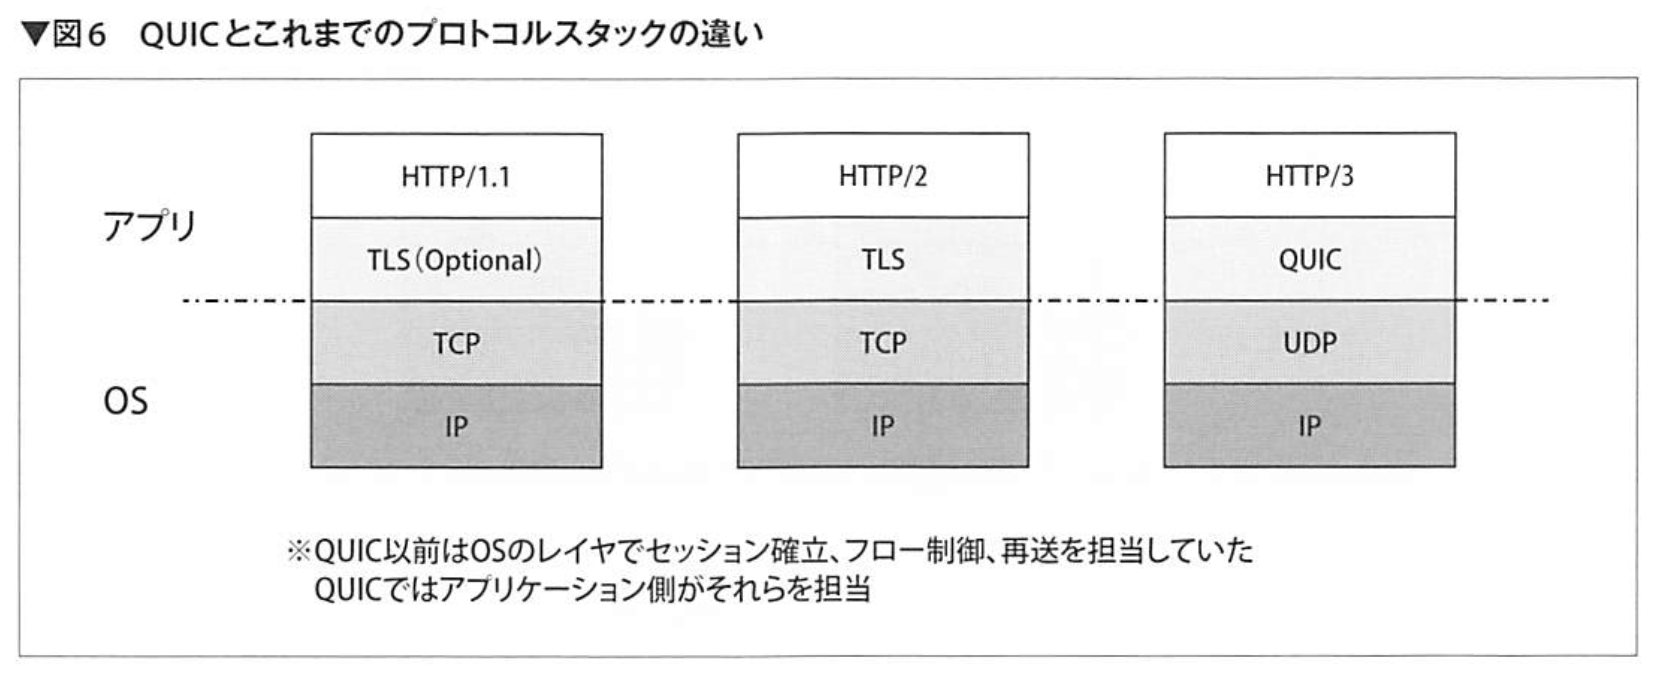 ▼図6 QUICとこれまでのプロトコルスタックの違い
HTTP/1.1 HTTP/2 HTTP/3
アプリ
TLS(Optional) TLS QUIC
TCP TCP UDP
OS
IP IP IP
※QUIC以前はOSのレイヤでセッション確立、フロー制御、再送を担当していた
QUICではアプリケーション側がそれらを担当